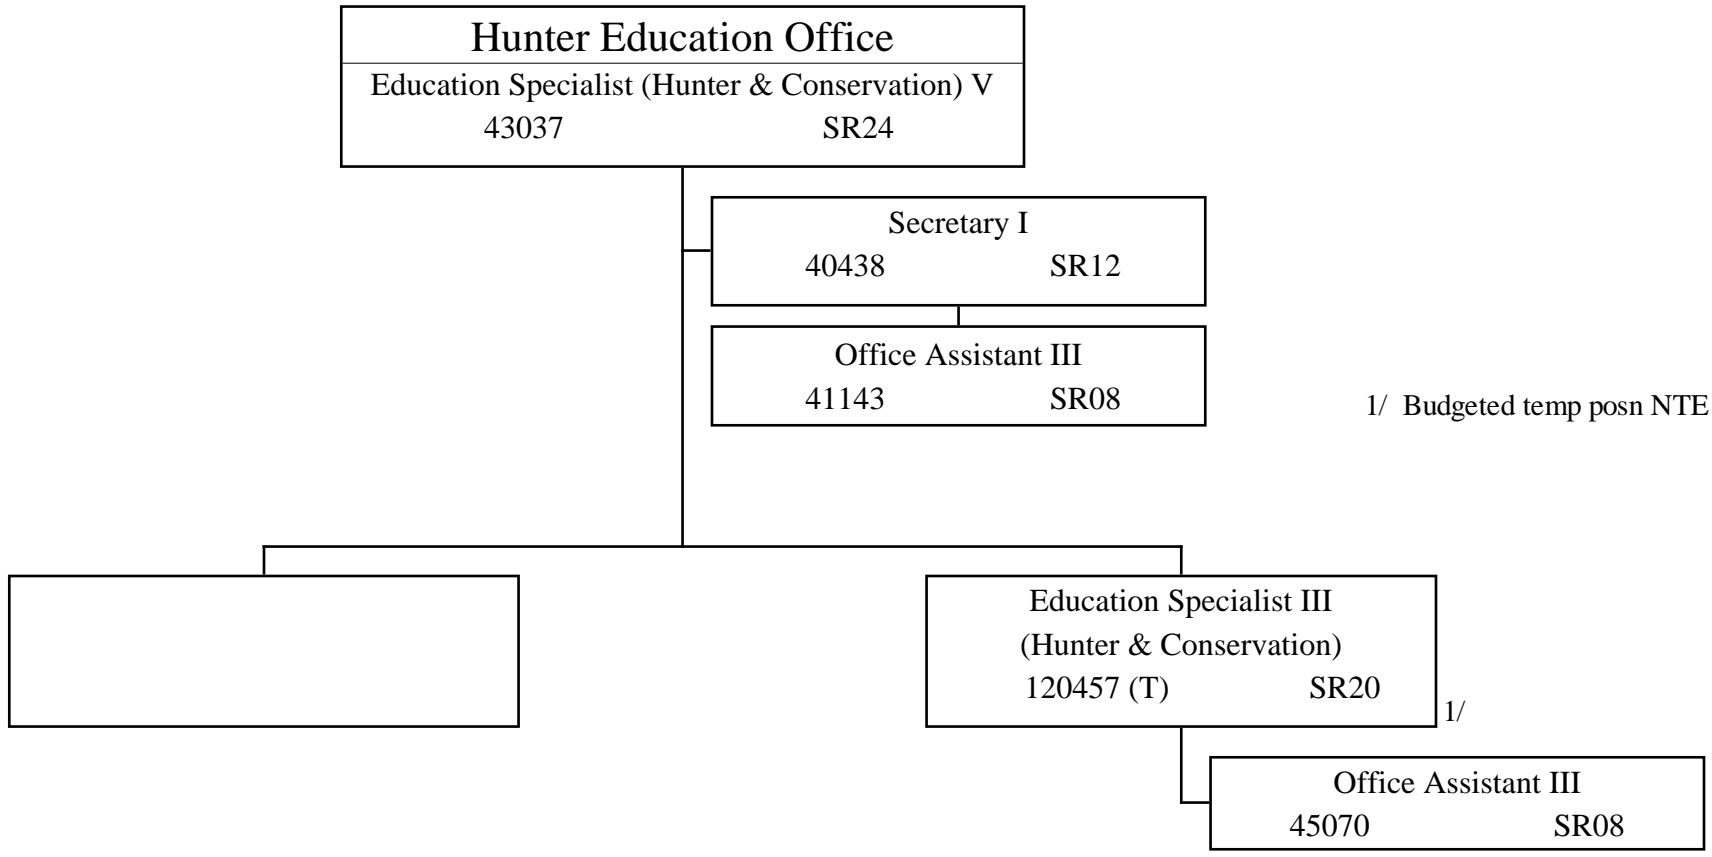 Hunter Education Office
Education Specialist (Hunter & Conservation) V
43037 SR24
Secretary I
40438 SR12
Office Assistant III
41143 SR08
1/ Budgeted temp posn NTE
Education Specialist III
(Hunter & Conservation)
120457 (T) SR20
1/
Office Assistant III
45070 SR08